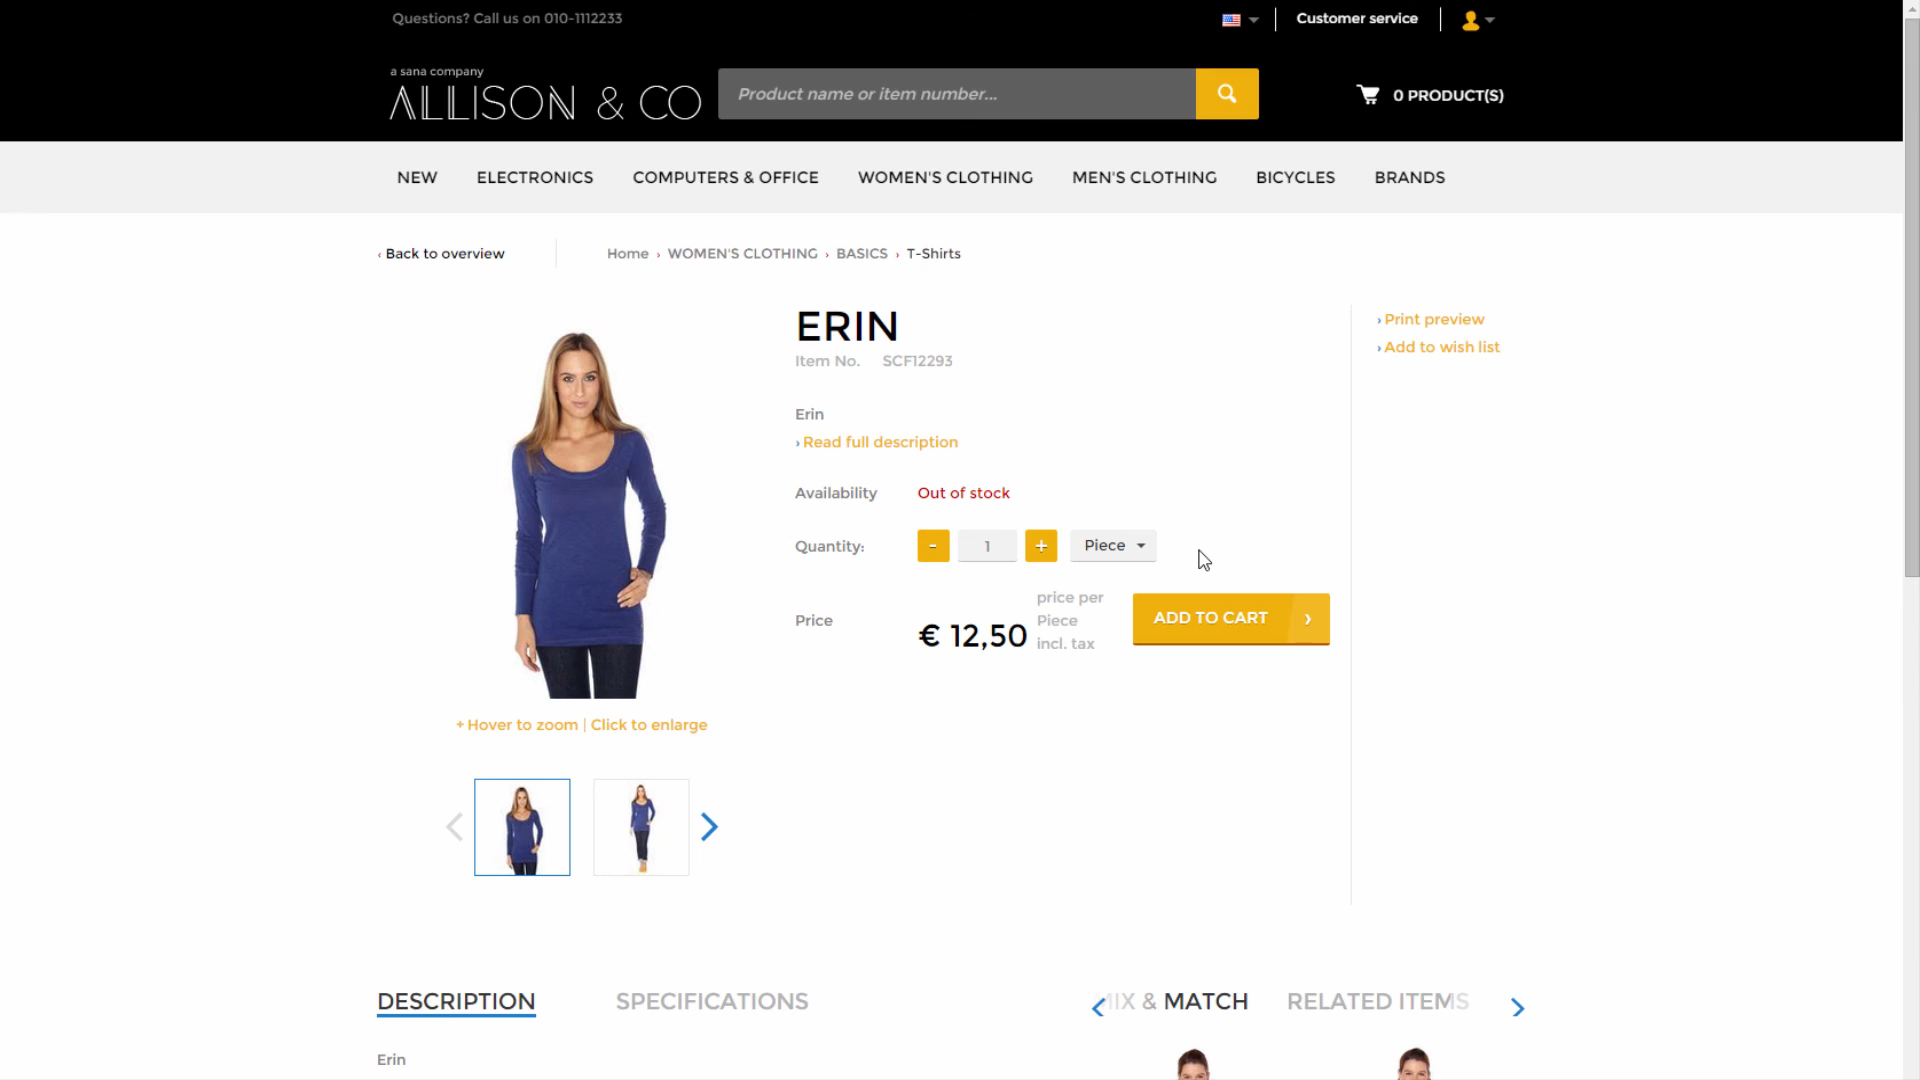 Questions? Call us on 010-1112233
Customer service
a sana company
ALLISON & CO
Product name or item number...
0 PRODUCT(S)
NEW ELECTRONICS COMPUTERS & OFFICE WOMEN'S CLOTHING MEN'S CLOTHING BICYCLES BRANDS
‹ Back to overview
Home › WOMEN'S CLOTHING › BASICS › T-Shirts
ERIN
Item No. SCF12293
Erin
› Read full description
Availability Out of stock
Quantity: - 1 + Piece
Price € 12,50 price per
Piece
incl. tax
ADD TO CART ›
› Print preview
› Add to wish list
+ Hover to zoom | Click to enlarge
DESCRIPTION SPECIFICATIONS
IX & MATCH RELATED ITEMS
Erin